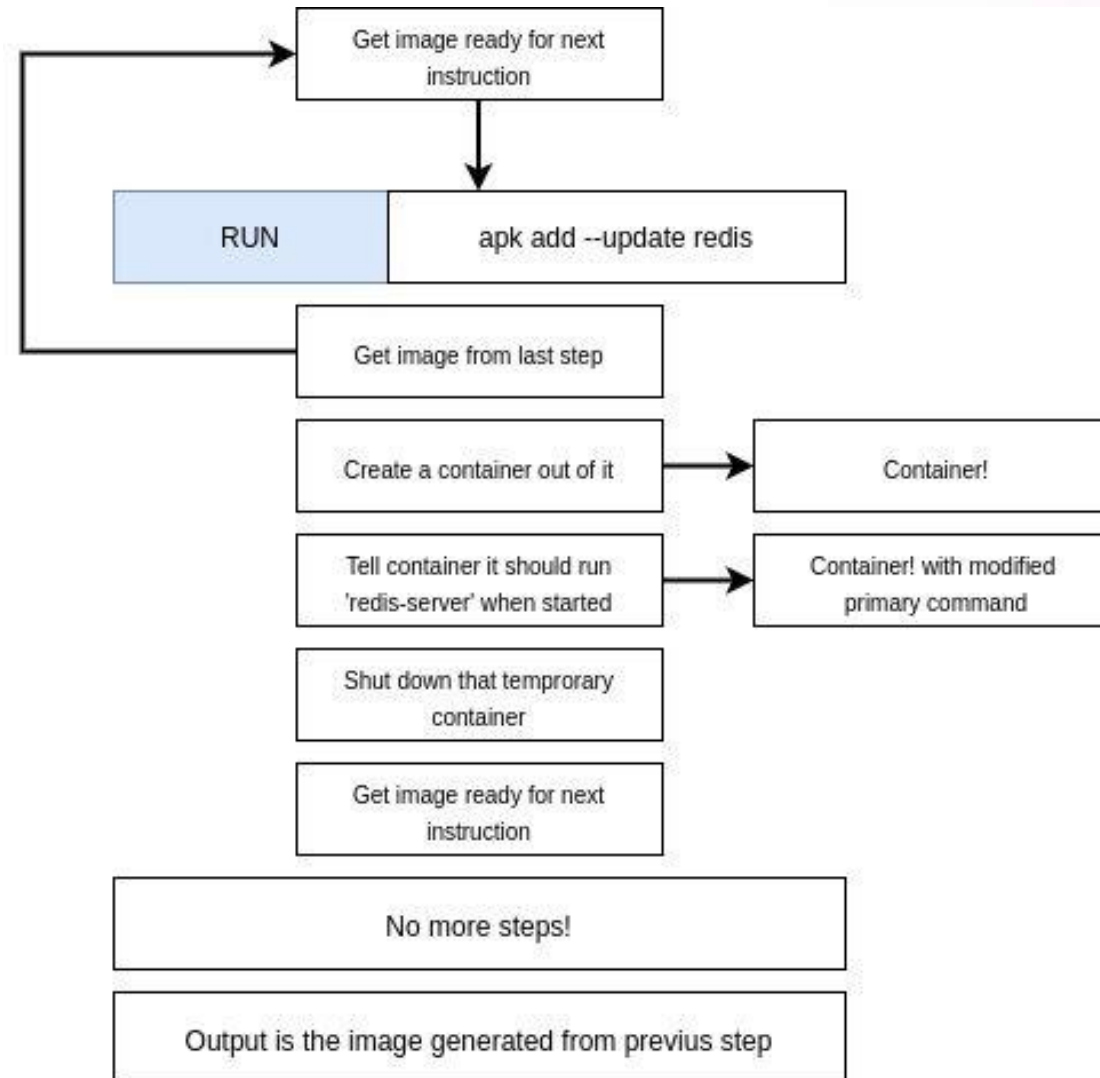 Get image ready for next
instruction
RUN
apk add --update redis
Get image from last step
Create a container out of it
Container!
Tell container it should run
'redis-server' when started
Container! with modified
primary command
Shut down that temprorary
container
Get image ready for next
instruction
No more steps!
Output is the image generated from previus step